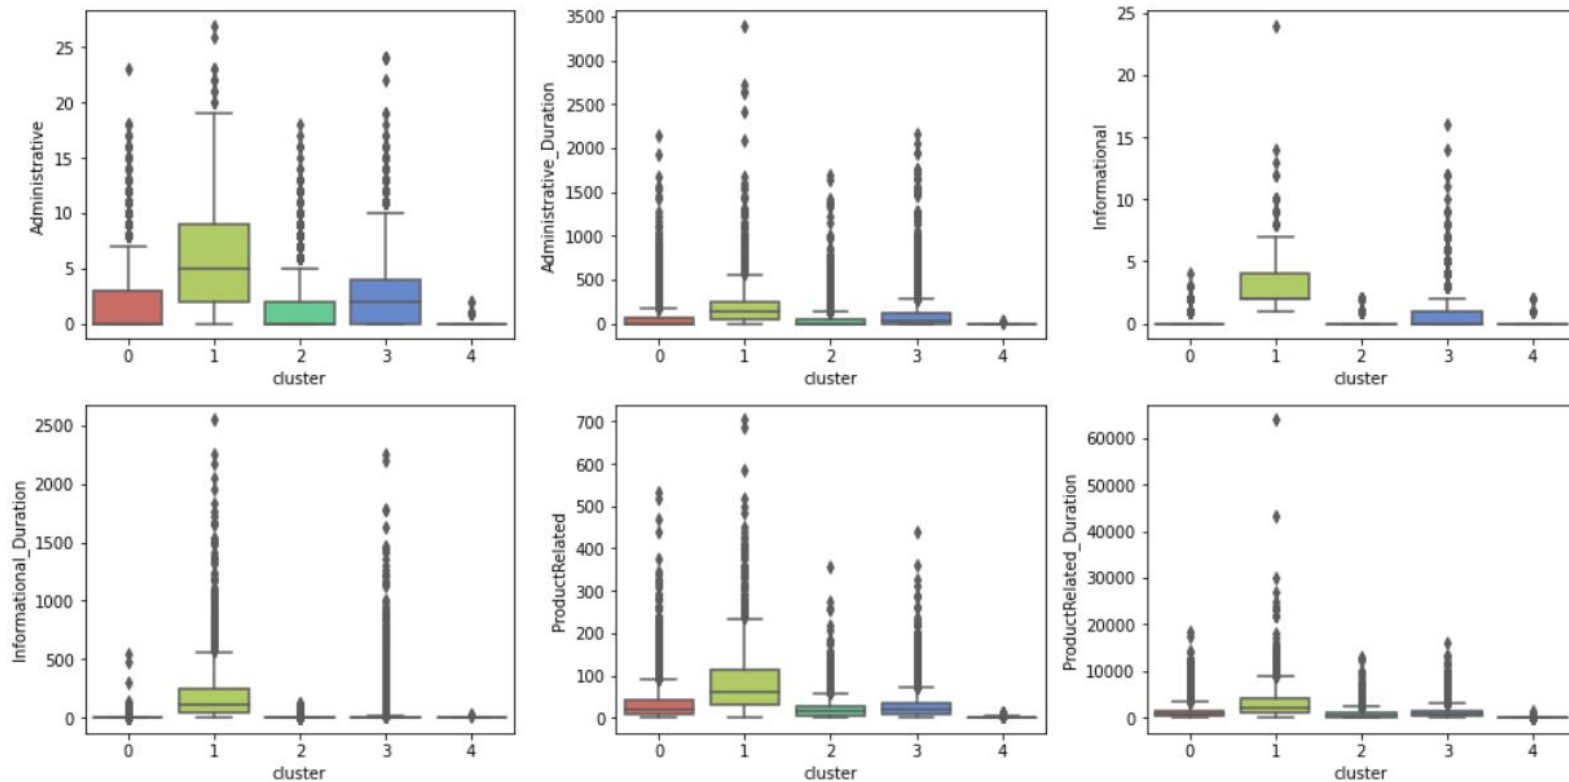 Administrative
25
20
15
10
5
0
0 1 2 3 4
cluster
Administrative_Duration
3500
3000
2500
2000
1500
1000
500
0
0 1 2 3 4
cluster
Informational
25
20
15
10
5
0
0 1 2 3 4
cluster
Informational_Duration
2500
2000
1500
1000
500
0
0 1 2 3 4
cluster
ProductRelated
700
600
500
400
300
200
100
0
0 1 2 3 4
cluster
ProductRelated_Duration
60000
50000
40000
30000
20000
10000
0
0 1 2 3 4
cluster